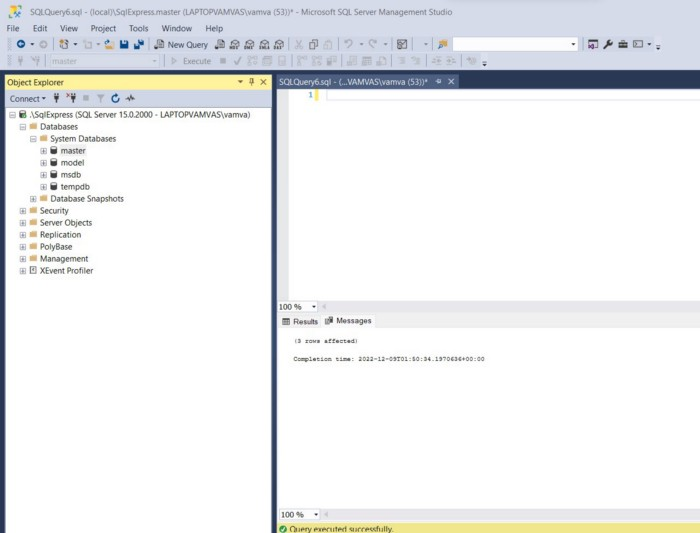 SQLQuery6.sql - (local)\SqlExpress.master (LAPTOPVAMVAS\vamva (53))* - Microsoft SQL Server Management Studio
File Edit View Project Tools Window Help
New Query
master Execute
Object Explorer
SQLQuery6.sql - (...VAMVAS\vamva (53))*
Connect
1
.\SqlExpress (SQL Server 15.0.2000 - LAPTOPVAMVAS\vamva)
Databases
System Databases
master
model
msdb
tempdb
Database Snapshots
Security
Server Objects
Replication
PolyBase
Management
XEvent Profiler
100 %
Results Messages
(3 rows affected)
Completion time: 2022-12-09T01:50:34.1970636+00:00
100 %
Query executed successfully.